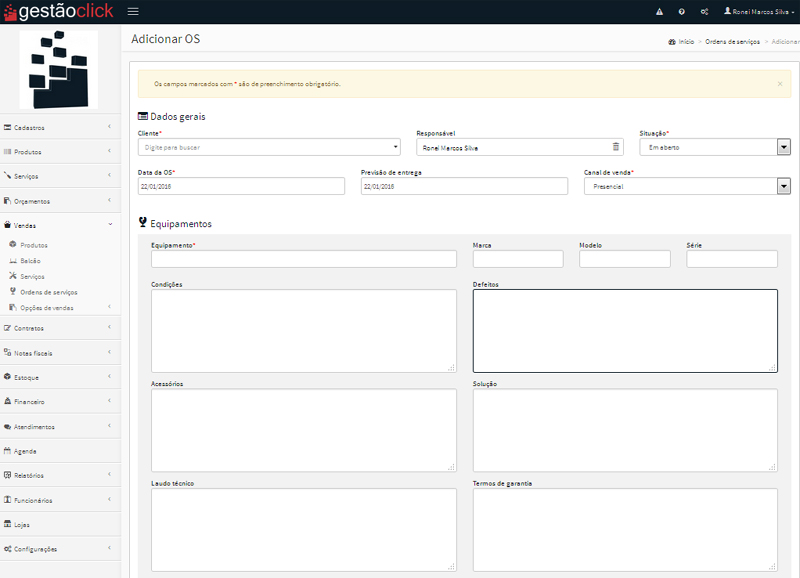 gestãoclick
Ronei Marcos Silva
Adicionar OS
Início > Ordens de serviços > Adicionar
Os campos marcados com * são de preenchimento obrigatório.
×
Cadastros
Produtos
Serviços
Orçamentos
Vendas
Produtos
Balcão
Serviços
Ordens de serviços
Opções de vendas
Contratos
Notas fiscais
Estoque
Financeiro
Atendimentos
Agenda
Relatórios
Funcionários
Lojas
Configurações
Dados gerais
Cliente* Responsável Situação*
Digite para buscar Ronei Marcos Silva Em aberto
Data da OS* Previsão de entrega Canal de venda*
22/01/2018 22/01/2018 Presencial
Equipamentos
Equipamento* Marca Modelo Série
Condições Defeitos
Acessórios Solução
Laudo técnico Termos de garantia